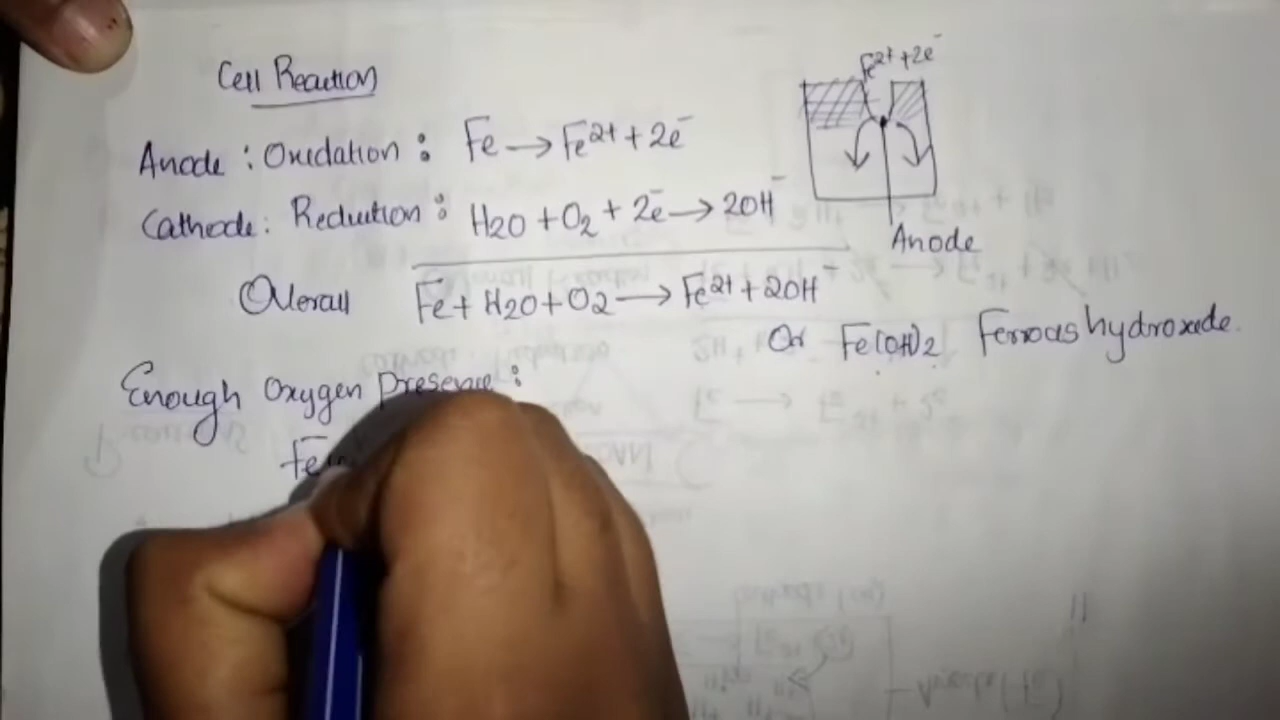 Cell Reaction
Fe²⁺+2e⁻
Anode : Oxidation : Fe → Fe²⁺ + 2e⁻
Cathode : Reduction : H2O + O2 + 2e⁻ → 2OH⁻
Anode
Overall Fe + H2O + O2 → Fe²⁺ + 2OH⁻
Or Fe(OH)2 Ferrous hydroxide.
Enough Oxygen Presence :
Fe